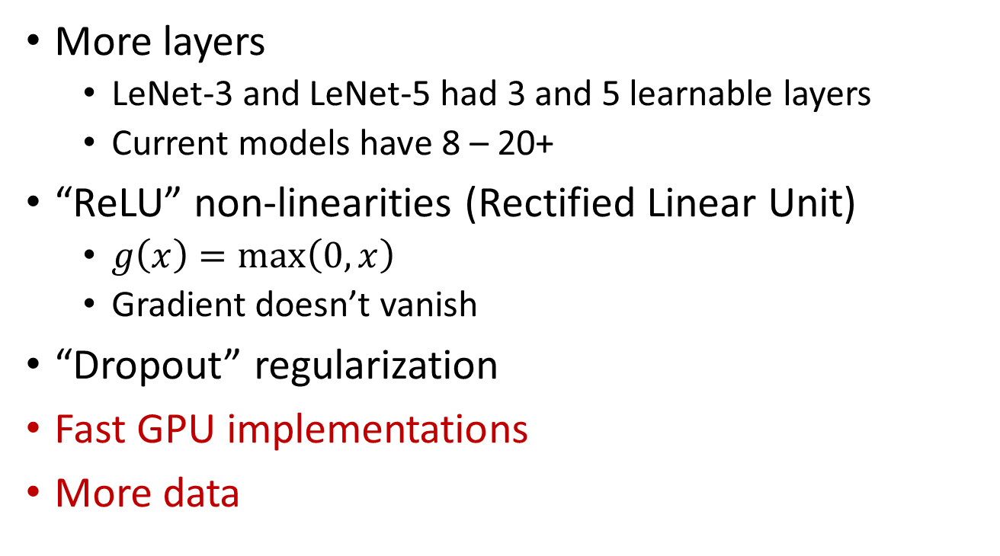 • More layers
• LeNet-3 and LeNet-5 had 3 and 5 learnable layers
• Current models have 8 – 20+
• “ReLU” non-linearities (Rectified Linear Unit)
• g(x) = max(0, x)
• Gradient doesn’t vanish
• “Dropout” regularization
• Fast GPU implementations
• More data